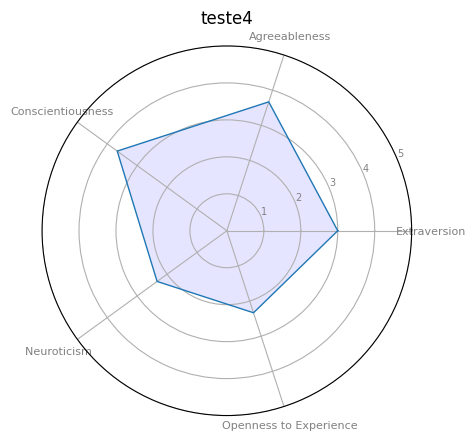 teste4
Agreeableness
Conscientiousness
5
4
3
2
1
Extraversion
Neuroticism
Openness to Experience